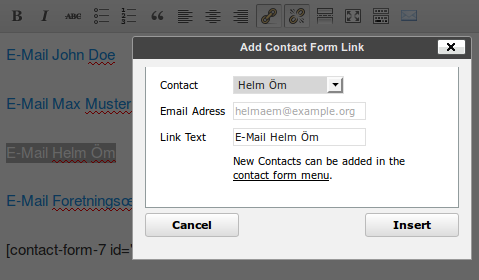 B I ABC
Add Contact Form Link
E-Mail John Doe
Contact Helm Öm
E-Mail Max Muster
Email Adress helmaem@example.org
Link Text E-Mail Helm Öm
E-Mail Helm Öm
New Contacts can be added in the
contact form menu.
E-Mail Foretningsœ
Cancel Insert
[contact-form-7 id="